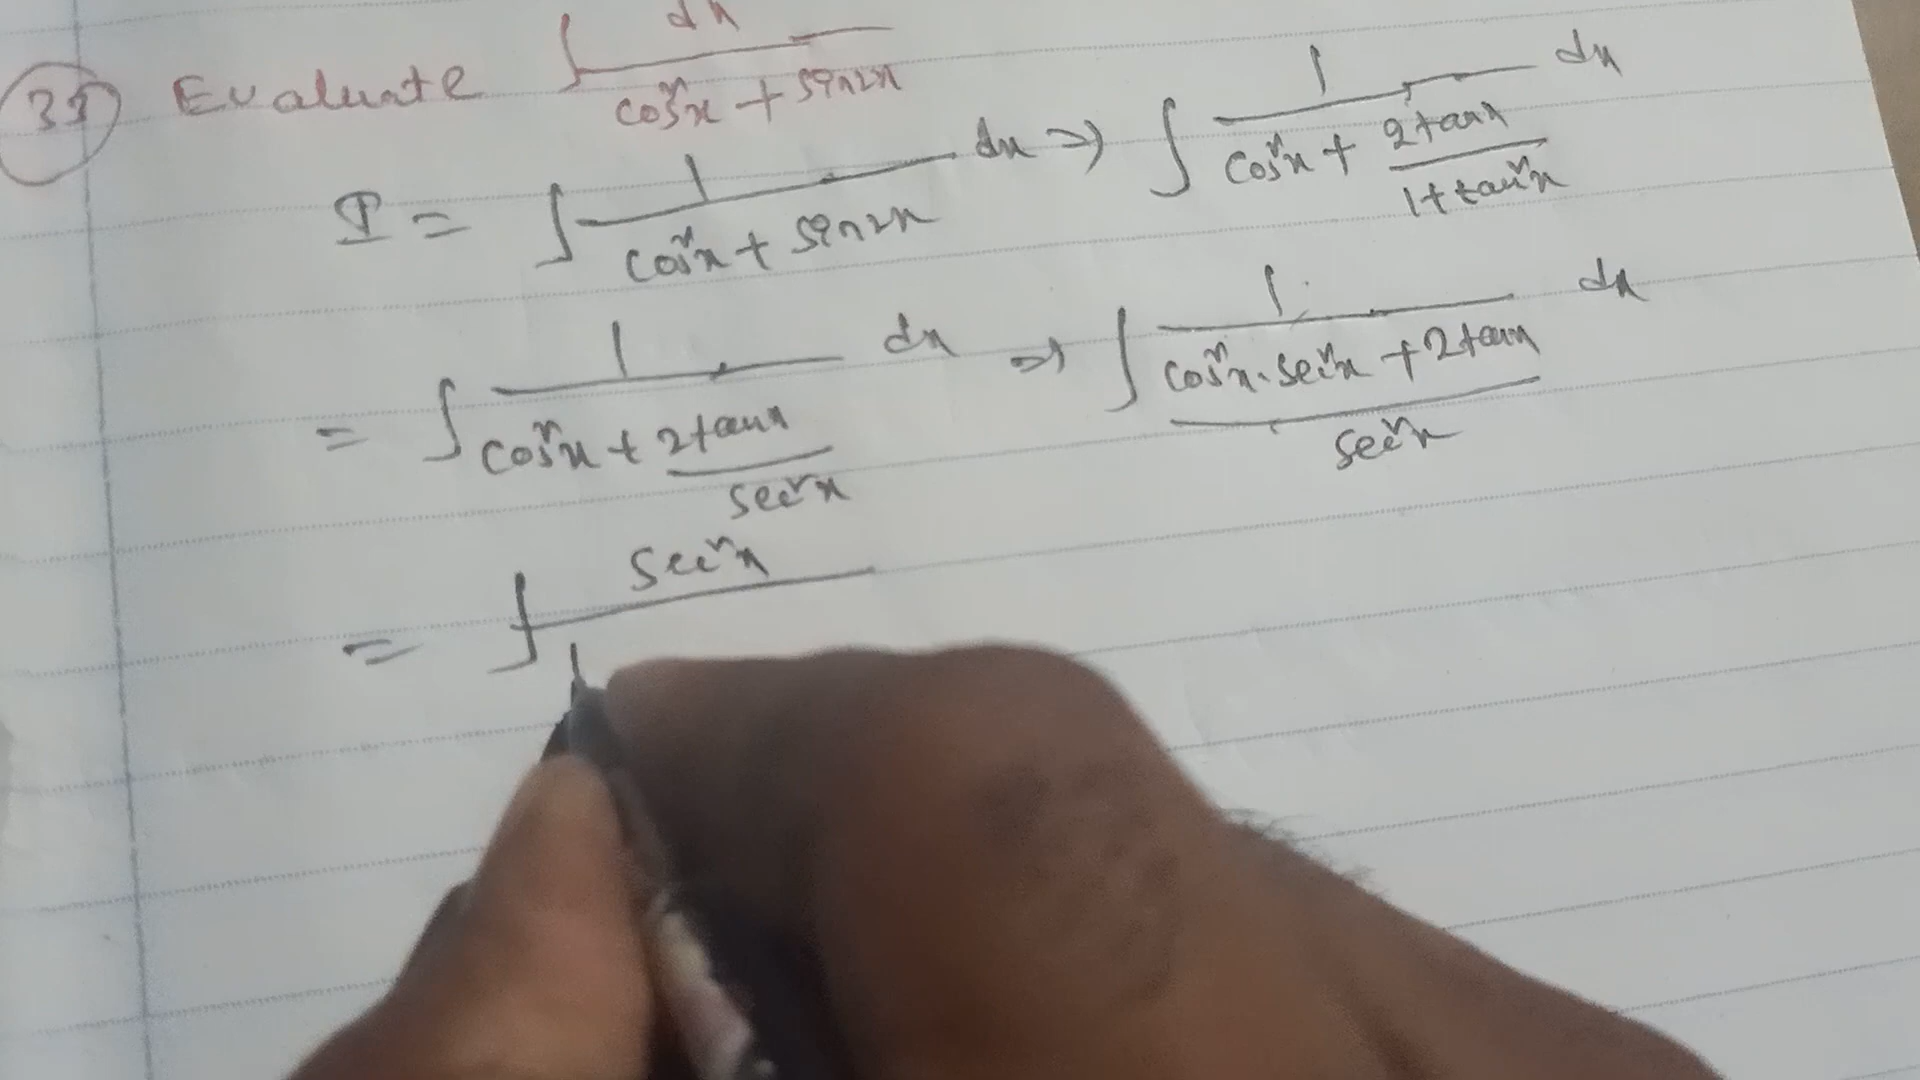 33 Evaluate ∫ dx / (cos²x + sin2x)
I = ∫ 1 / (cos²x + sin2x) dx ⇒ ∫ 1 / (cos²x + 2tanx / (1+tan²x)) dx
= ∫ 1 / (cos²x + 2tanx / sec²x) dx ⇒ ∫ 1 / ((cos²x·sec²x + 2tanx) / sec²x) dx
= ∫ sec²x / 1